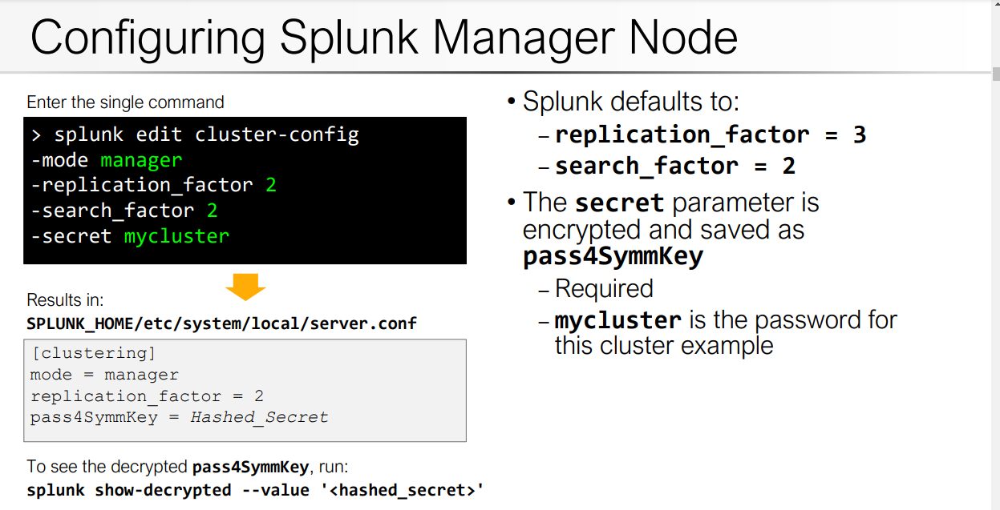 Configuring Splunk Manager Node
Enter the single command
> splunk edit cluster-config
-mode manager
-replication_factor 2
-search_factor 2
-secret mycluster
Results in:
SPLUNK_HOME/etc/system/local/server.conf
[clustering]
mode = manager
replication_factor = 2
pass4SymmKey = Hashed_Secret
To see the decrypted pass4SymmKey, run:
splunk show-decrypted --value '<hashed_secret>'
• Splunk defaults to:
– replication_factor = 3
– search_factor = 2
• The secret parameter is
encrypted and saved as
pass4SymmKey
– Required
– mycluster is the password for
this cluster example